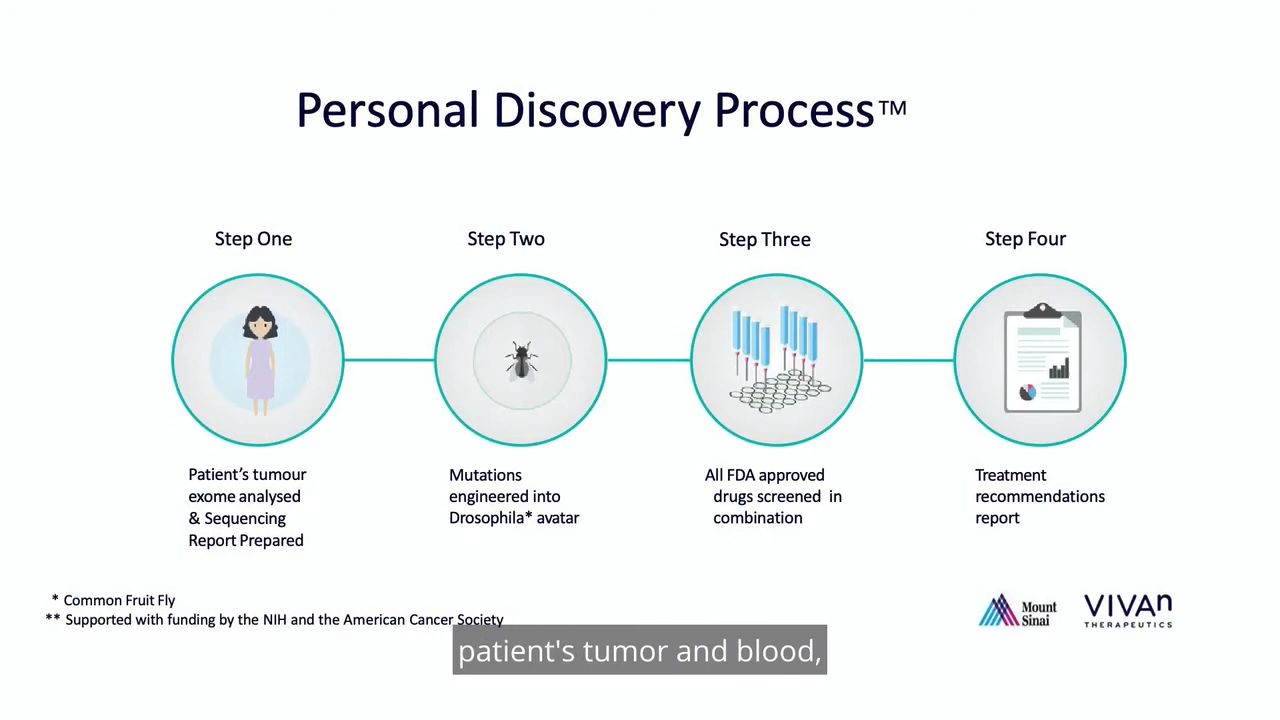 Personal Discovery Process™
Step One
Step Two
Step Three
Step Four
Patient's tumour
exome analysed
& Sequencing
Report Prepared
Mutations
engineered into
Drosophila* avatar
All FDA approved
drugs screened in
combination
Treatment
recommendations
report
* Common Fruit Fly
** Supported with funding by the NIH and the American Cancer Society
Mount
Sinai
VIVAn
THERAPEUTICS
patient's tumor and blood,